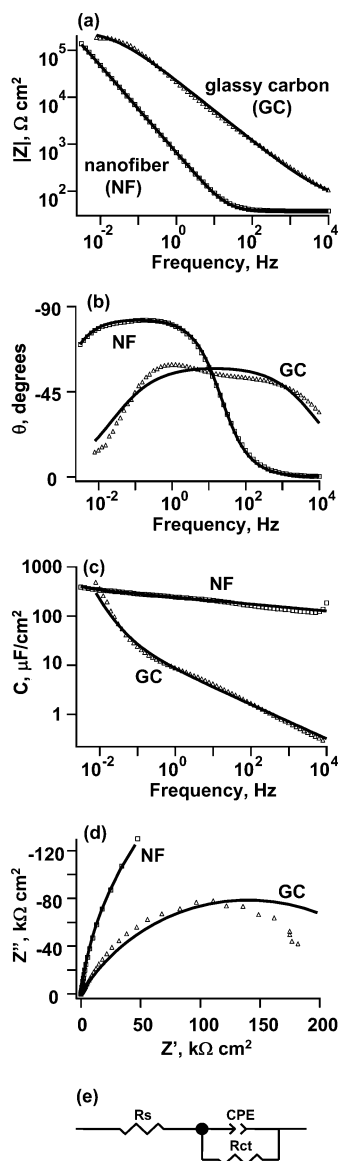 (a)
10⁵
10⁴
10³
10²
|Z|, Ω cm²
glassy carbon
(GC)
nanofiber
(NF)
10⁻² 10⁰ 10² 10⁴
Frequency, Hz
(b)
-90
-45
0
θ, degrees
NF
GC
10⁻² 10⁰ 10² 10⁴
Frequency, Hz
(c)
1000
100
10
1
C, μF/cm²
NF
GC
10⁻² 10⁰ 10² 10⁴
Frequency, Hz
(d)
-120
-80
-40
0
Z", kΩ cm²
NF
GC
0 50 100 150 200
Z', kΩ cm²
(e)
Rs CPE
Rct